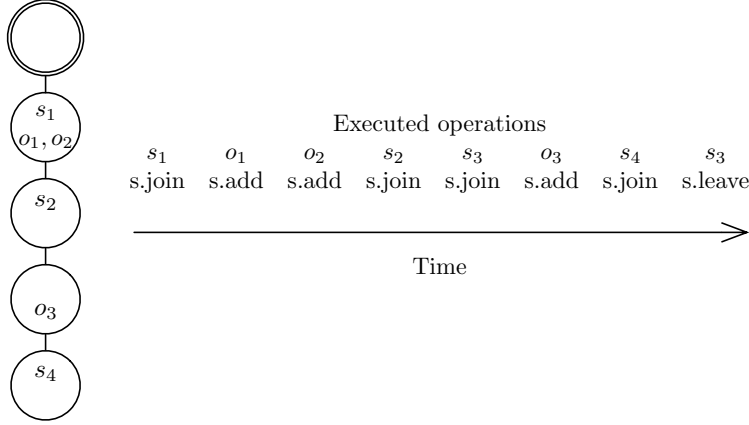 s₁
o₁, o₂
s₂
o₃
s₄
Executed operations
s₁ o₁ o₂ s₂ s₃ o₃ s₄ s₃
s.join s.add s.add s.join s.join s.add s.join s.leave
Time